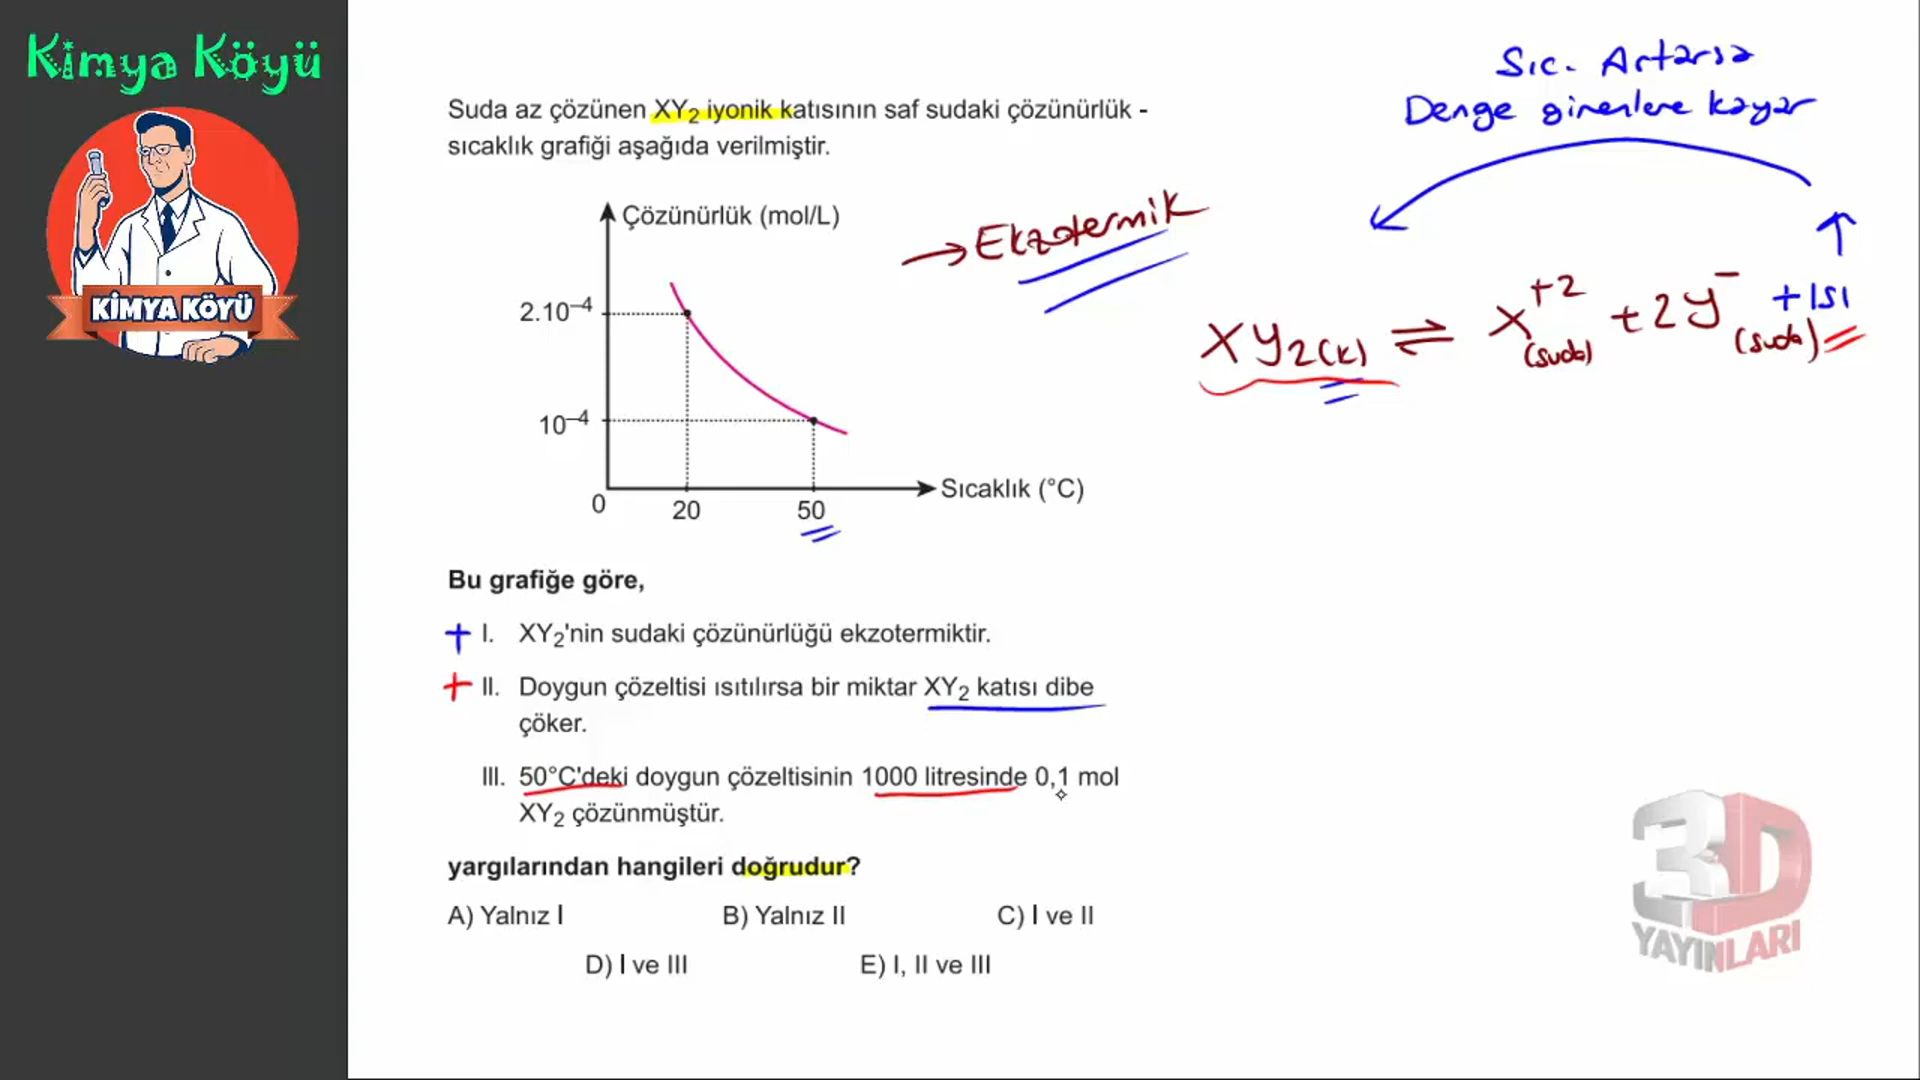 Kimya Köyü
KİMYA KÖYÜ
Sıc. Artarsa
Denge girenlere kayar
Suda az çözünen XY₂ iyonik katısının saf sudaki çözünürlük -
sıcaklık grafiği aşağıda verilmiştir.
Çözünürlük (mol/L)
→ Ekzotermik
2.10⁻⁴
10⁻⁴
0
20
50
Sıcaklık (°C)
XY₂(k) ⇌ X⁺²(suda) + 2Y⁻(suda) + ISI
↑
Bu grafiğe göre,
+ I. XY₂'nin sudaki çözünürlüğü ekzotermiktir.
+ II. Doygun çözeltisi ısıtılırsa bir miktar XY₂ katısı dibe
çöker.
III. 50°C'deki doygun çözeltisinin 1000 litresinde 0,1 mol
XY₂ çözünmüştür.
yargılarından hangileri doğrudur?
A) Yalnız I B) Yalnız II C) I ve II
D) I ve III E) I, II ve III
3D
YAYINLARI